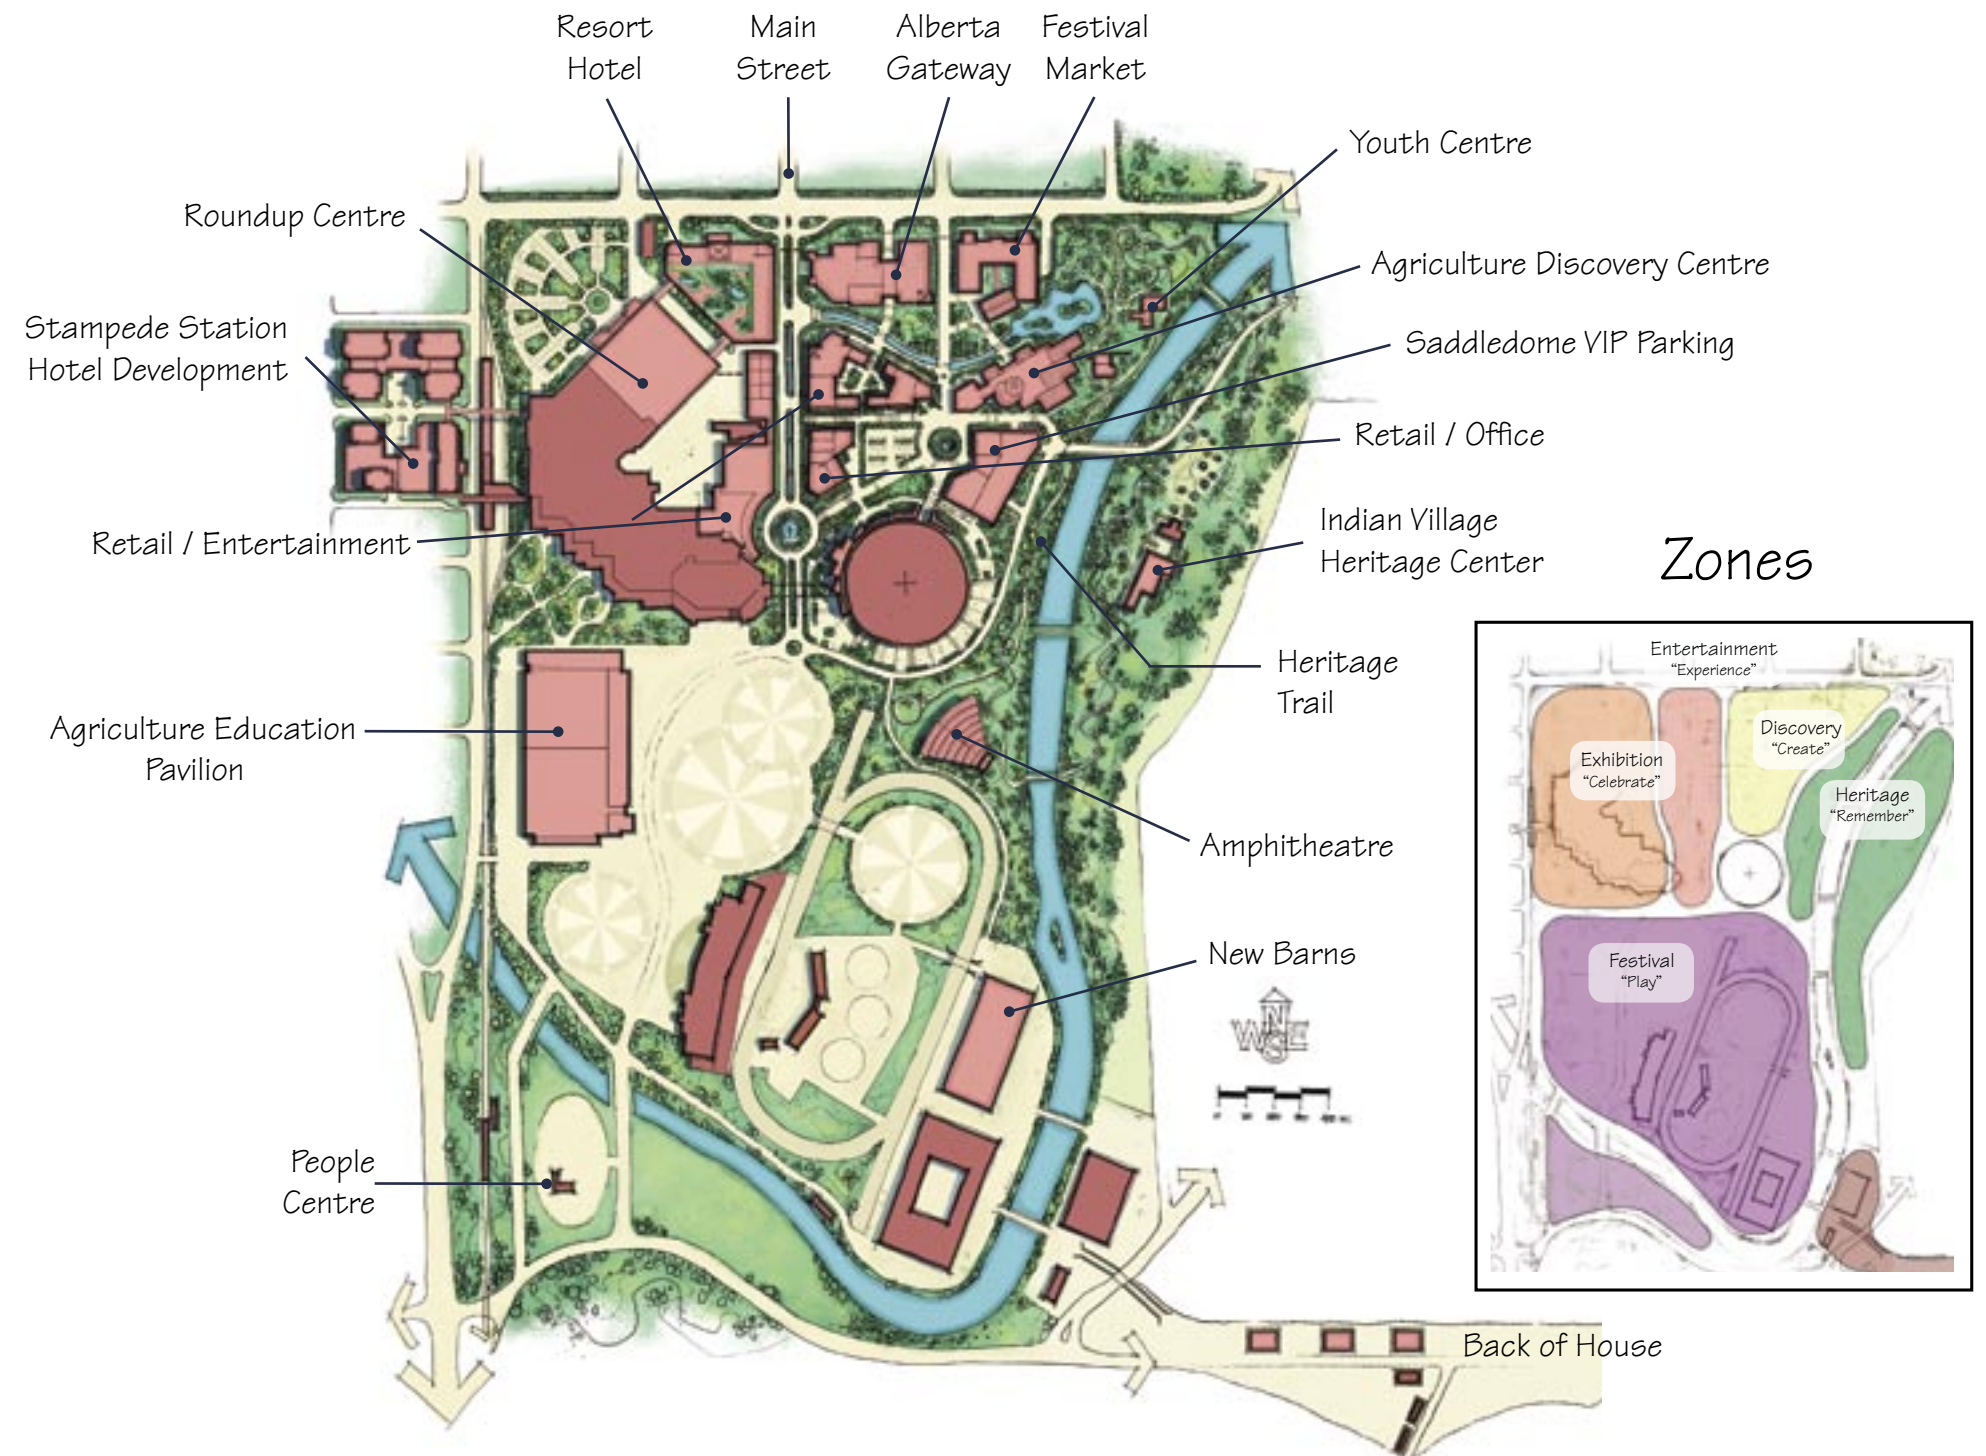 Resort
Hotel
Main
Street
Alberta
Gateway
Festival
Market
Youth Centre
Roundup Centre
Agriculture Discovery Centre
Stampede Station
Hotel Development
Saddledome VIP Parking
Retail / Office
Retail / Entertainment
Indian Village
Heritage Center
Zones
Heritage
Trail
Agriculture Education
Pavilion
Amphitheatre
New Barns
N
W E
S
People
Centre
Back of House
Entertainment
"Experience"
Discovery
"Create"
Exhibition
"Celebrate"
Heritage
"Remember"
Festival
"Play"